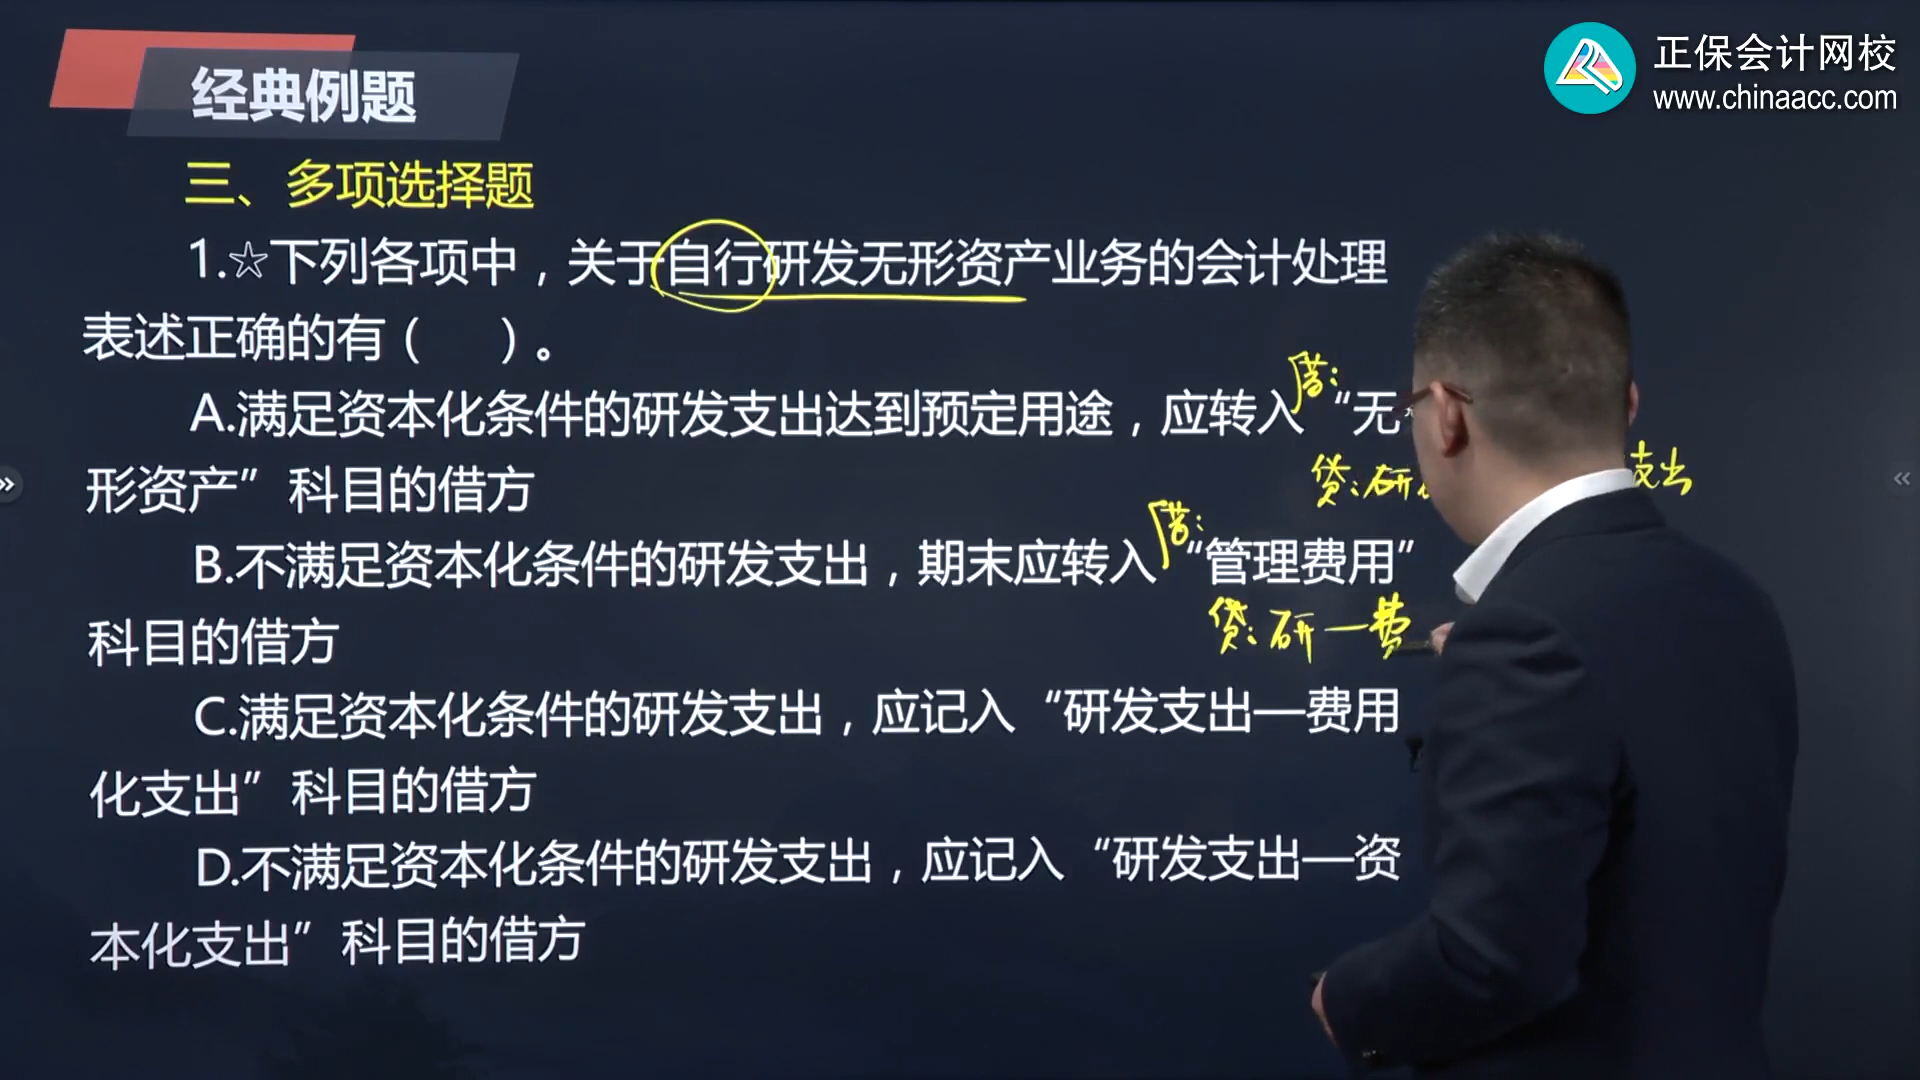 正保会计网校
www.chinaacc.com
经典例题
三、多项选择题
1.☆下列各项中，关于自行研发无形资产业务的会计处理
表述正确的有（ ）。
借：
A.满足资本化条件的研发支出达到预定用途，应转入“无
贷：研 支出
形资产”科目的借方
借：
B.不满足资本化条件的研发支出，期末应转入“管理费用”
贷：研—费
科目的借方
C.满足资本化条件的研发支出，应记入“研发支出—费用
化支出”科目的借方
D.不满足资本化条件的研发支出，应记入“研发支出—资
本化支出”科目的借方